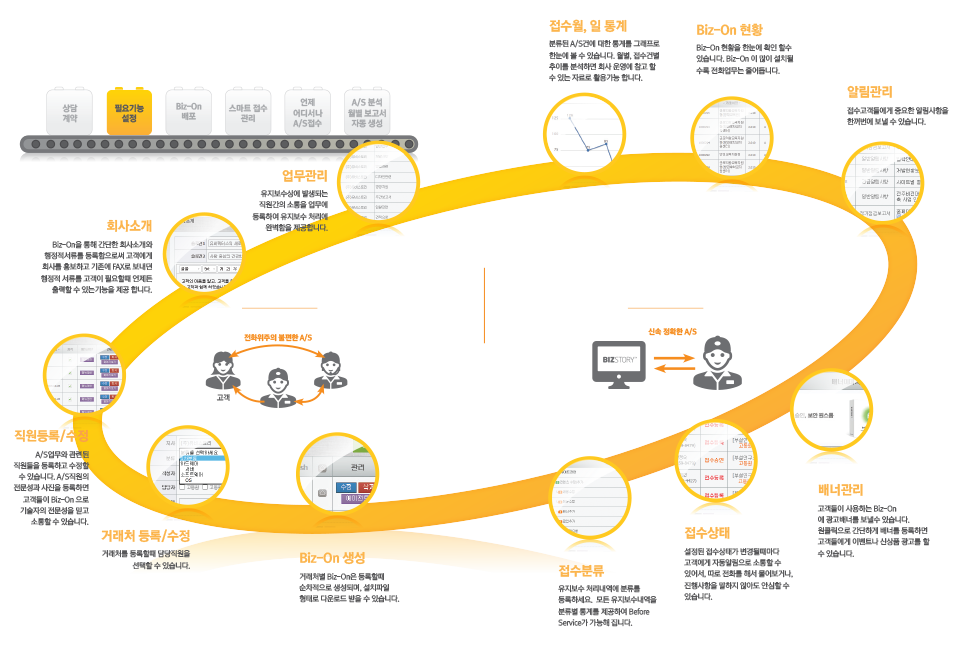 접수월, 일 통계
분류된 A/S건에 대한 통계를 그래프로
한눈에 볼 수 있습니다. 월별, 접수건별
추이를 분석하면 회사 운영에 참고 할
수 있는 자료로 활용가능 합니다.
Biz-On 현황
Biz-On 현황을 한눈에 확인 할수
있습니다. Biz-On 이 많이 설치될
수록 전화업무는 줄어듭니다.
알림관리
접수고객들에게 중요한 알림사항을
한꺼번에 보낼 수 있습니다.
상담
계약
필요기능
설정
Biz-On
배포
스마트 접수
관리
언제
어디서나
A/S접수
A/S 분석
월별 보고서
자동 생성
업무관리
유지보수상에 발생되는
직원간의 소통을 업무에
등록하여 유지보수 처리에
완벽함을 제공합니다.
회사소개
Biz-On을 통해 간단한 회사소개와
행정적서류를 등록함으로써 고객에게
회사를 홍보하고 기존에 FAX로 보내던
행정적 서류를 고객이 필요할때 언제든
출력할 수 있는기능을 제공 합니다.
전화위주의 불편한 A/S
고객
신속 정확한 A/S
BIZSTORY
직원등록/수정
A/S업무와 관련된
직원들을 등록하고 수정할
수 있습니다. A/S직원의
전문성과 사진을 등록하면
고객들이 Biz-On 으로
기술자의 전문성을 믿고
소통할 수 있습니다.
거래처 등록/수정
거래처를 등록할때 담당직원을
선택할 수 있습니다.
관리
수정
Biz-On 생성
거래처별 Biz-On은 등록할때
순차적으로 생성되며, 설치파일
형태로 다운로드 받을 수 있습니다.
접수분류
유지보수 처리내역에 분류를
등록하세요. 모든 유지보수내역을
분류별 통계를 제공하여 Before
Service가 가능해 집니다.
접수승연
접수등록
접수상태
설정된 접수상태가 변경될때마다
고객에게 자동알림으로 소통할 수
있어서, 따로 전화를 해서 물어보거나,
진행사항을 말하지 않아도 안심할 수
있습니다.
보안 원스톱
배너관리
고객들이 사용하는 Biz-On
에 광고배너를 보낼수 있습니다.
원클릭으로 간단하게 배너를 등록하면
고객들에게 이벤트나 신상품 광고를 할
수 있습니다.